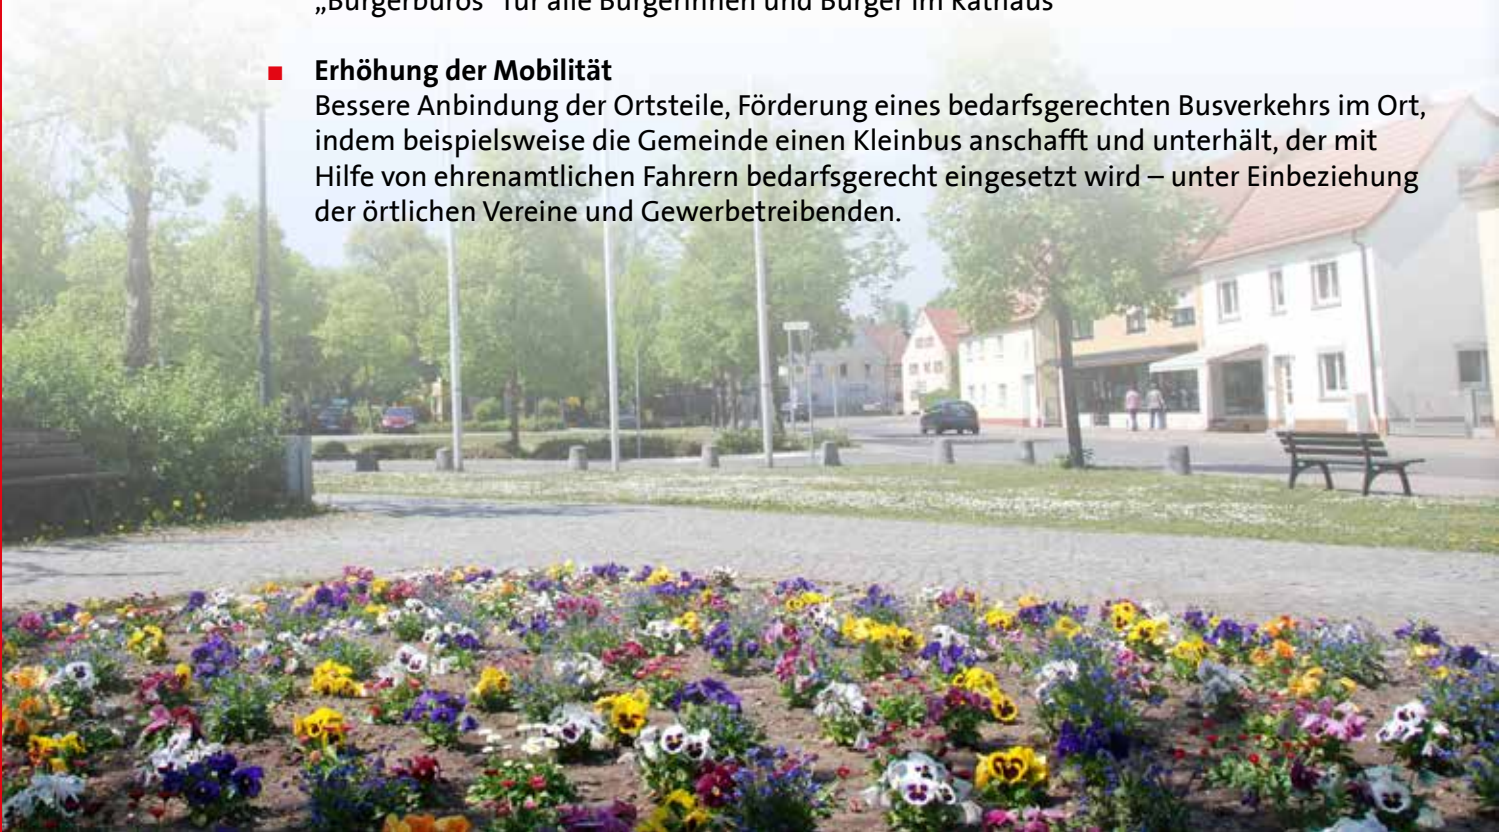 „Bürgerbüros“ für alle Bürgerinnen und Bürger im Rathaus
■ Erhöhung der Mobilität
Bessere Anbindung der Ortsteile, Förderung eines bedarfsgerechten Busverkehrs im Ort,
indem beispielsweise die Gemeinde einen Kleinbus anschafft und unterhält, der mit
Hilfe von ehrenamtlichen Fahrern bedarfsgerecht eingesetzt wird – unter Einbeziehung
der örtlichen Vereine und Gewerbetreibenden.